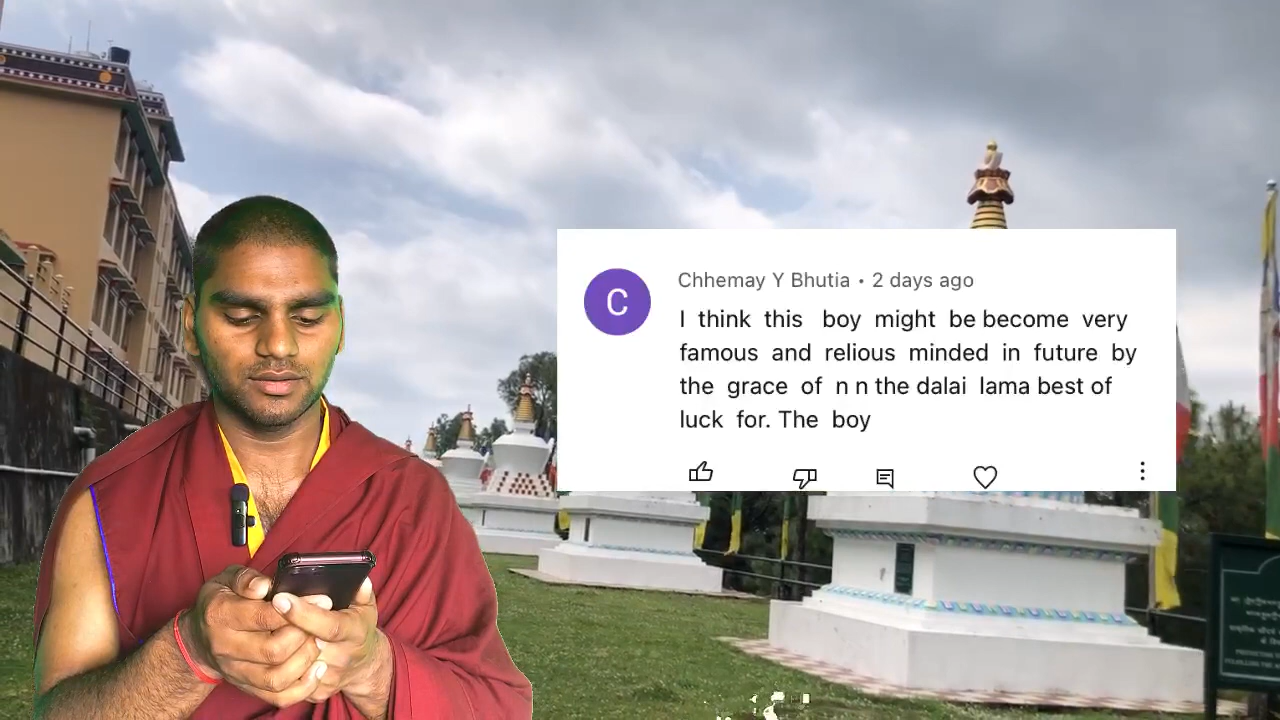 C
Chhemay Y Bhutia • 2 days ago
I think this boy might be become very
famous and relious minded in future by
the grace of n n the dalai lama best of
luck for. The boy